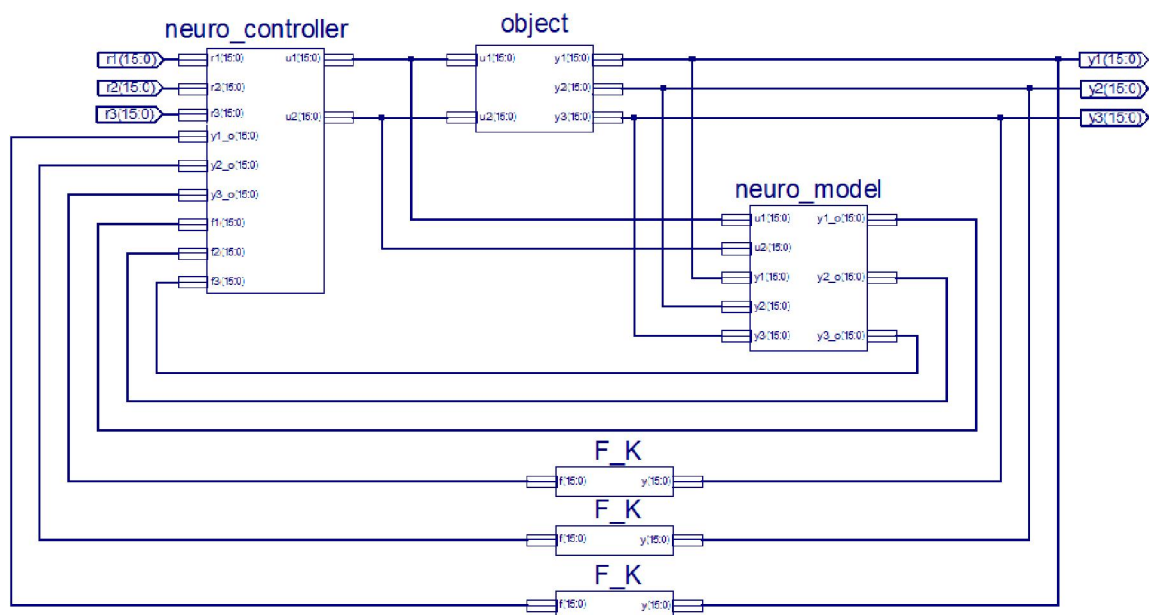 neuro_controller
r1(15:0)
r2(15:0)
r3(15:0)
r1(15:0) u1(15:0)
r2(15:0)
r3(15:0) u2(15:0)
y1_o(15:0)
y2_o(15:0)
y3_o(15:0)
f1(15:0)
f2(15:0)
f3(15:0)
object
u1(15:0) y1(15:0)
y2(15:0)
u2(15:0) y3(15:0)
y1(15:0)
y2(15:0)
y3(15:0)
neuro_model
u1(15:0) y1_o(15:0)
u2(15:0)
y1(15:0) y2_o(15:0)
y2(15:0)
y3(15:0) y3_o(15:0)
F_K
f(15:0) y(15:0)
F_K
f(15:0) y(15:0)
F_K
f(15:0) y(15:0)